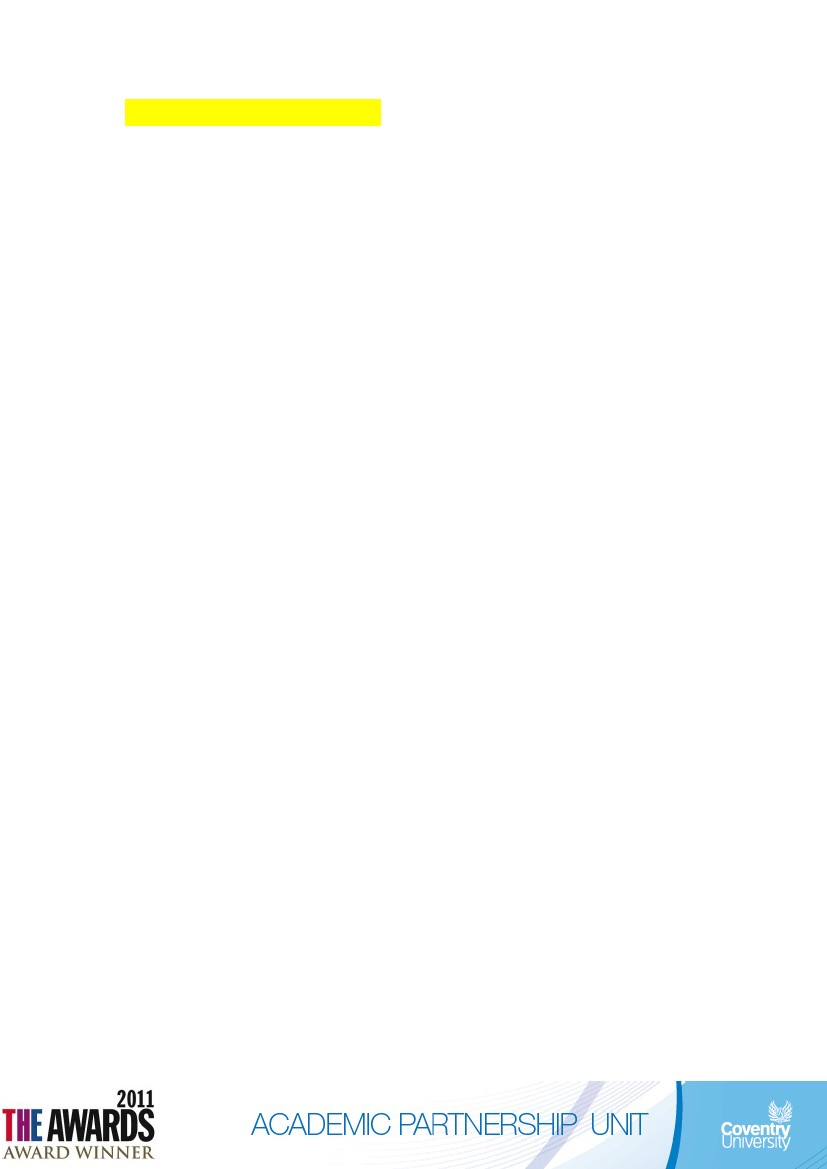 2011
THE AWARDS
AWARD WINNER
ACADEMIC PARTNERSHIP UNIT
Coventry
University